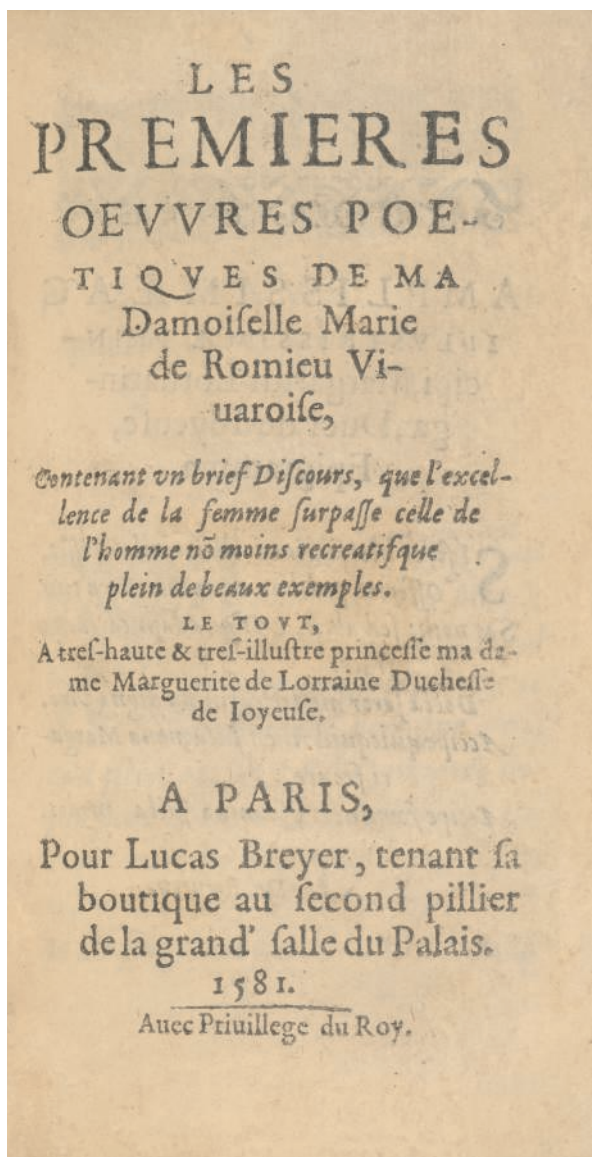 LES
PREMIERES
OEVVRES POE-
TIQVES DE MA
Damoiſelle Marie
de Romieu Vi-
uaroiſe,
Contenant vn brief Diſcours, que l'excel-
lence de la femme ſurpaſſe celle de
l'homme nõ moins recreatifque
plein de beaux exemples.
LE TOVT,
A treſ-haute & treſ-illuſtre princeſſe ma da-
me Marguerite de Lorraine Ducheſſe
de Ioyeuſe.
A PARIS,
Pour Lucas Breyer, tenant ſa
boutique au ſecond pillier
de la grand' ſalle du Palais.
1581.
Auec Priuillege du Roy.